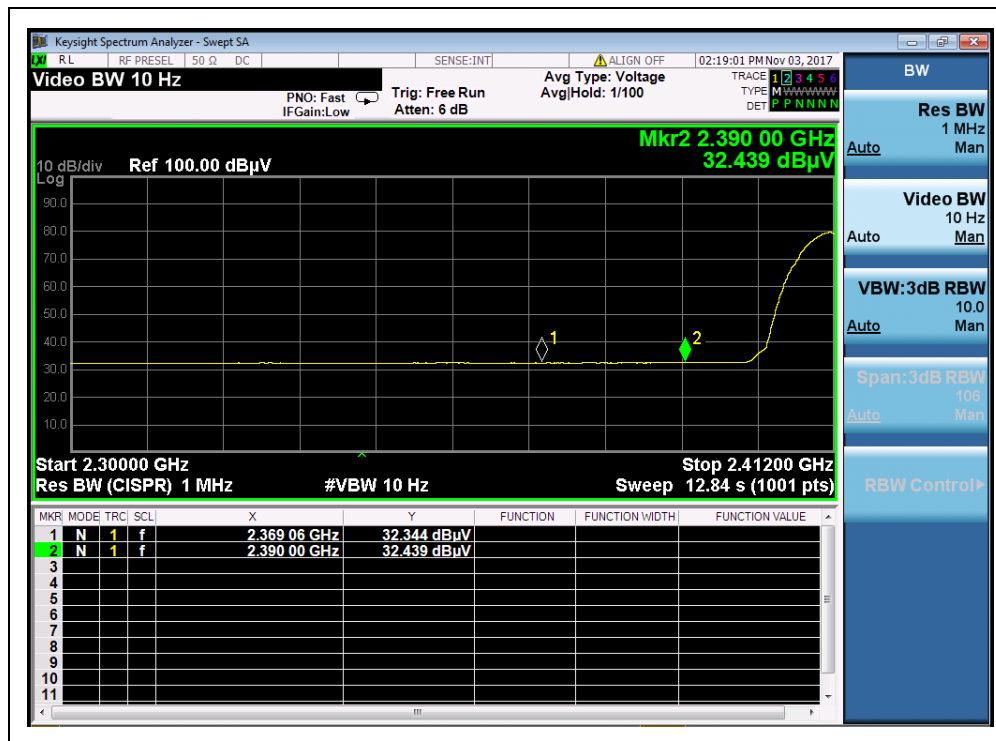 Keysight Spectrum Analyzer - Swept SA
LXI RL RF PRESEL 50 Ω DC SENSE:INT ALIGN OFF 02:19:01 PM Nov 03, 2017
Video BW 10 Hz
PNO: Fast
IFGain:Low
Trig: Free Run
Atten: 6 dB
Avg Type: Voltage
Avg|Hold: 1/100
TRACE 1 2 3 4 5 6
TYPE M WWWWW
DET P P N N N N
Mkr2 2.390 00 GHz
32.439 dBµV
10 dB/div Ref 100.00 dBµV
Log
90.0
80.0
70.0
60.0
50.0
40.0
30.0
20.0
10.0
1
2
Start 2.30000 GHz Stop 2.41200 GHz
Res BW (CISPR) 1 MHz #VBW 10 Hz Sweep 12.84 s (1001 pts)
MKR MODE TRC SCL X Y FUNCTION FUNCTION WIDTH FUNCTION VALUE
1 N 1 f 2.369 06 GHz 32.344 dBµV
2 N 1 f 2.390 00 GHz 32.439 dBµV
3
4
5
6
7
8
9
10
11
BW
Res BW
1 MHz
Auto Man
Video BW
10 Hz
Auto Man
VBW:3dB RBW
10.0
Auto Man
Span:3dB RBW
106
Auto Man
RBW Control